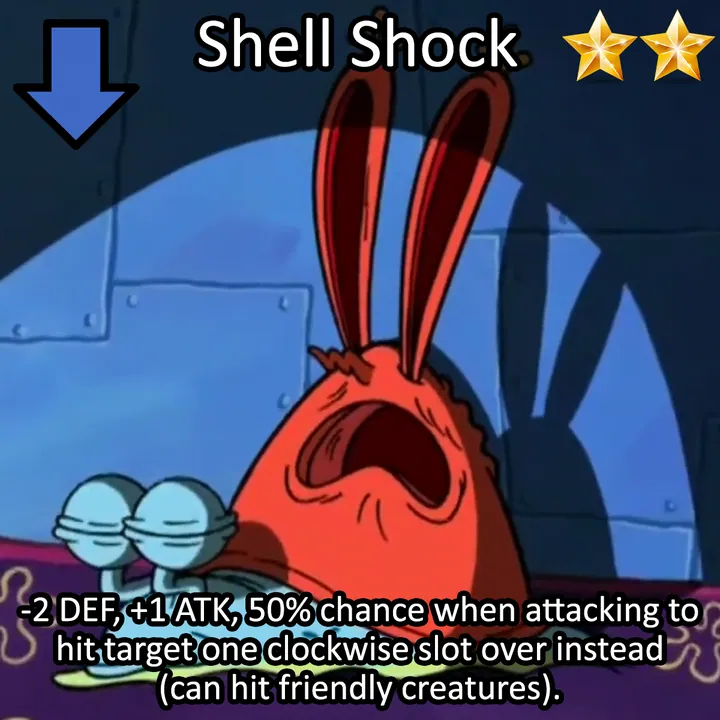 Shell Shock
-2 DEF, +1 ATK, 50% chance when attacking to
hit target one clockwise slot over instead
(can hit friendly creatures).